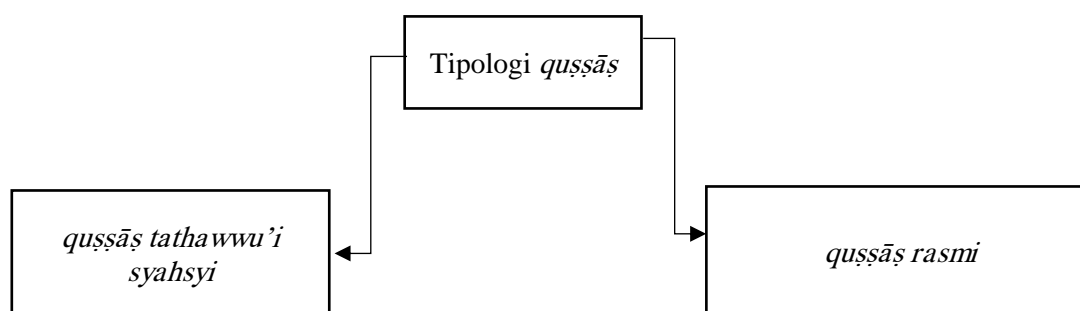 Tipologi quṣṣāṣ
quṣṣāṣ tathawwu’i
syahsyi
quṣṣāṣ rasmi